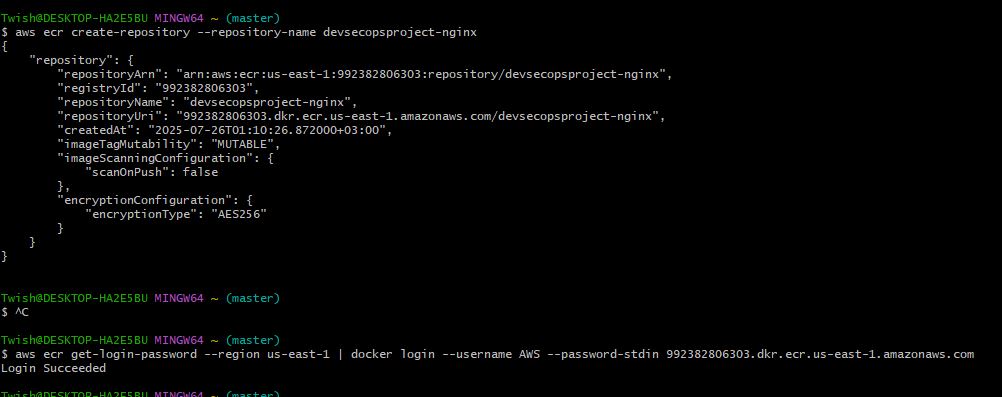 Twish@DESKTOP-HA2E5BU MINGW64 ~ (master)
$ aws ecr create-repository --repository-name devsecopsproject-nginx
{
    "repository": {
        "repositoryArn": "arn:aws:ecr:us-east-1:992382806303:repository/devsecopsproject-nginx",
        "registryId": "992382806303",
        "repositoryName": "devsecopsproject-nginx",
        "repositoryUri": "992382806303.dkr.ecr.us-east-1.amazonaws.com/devsecopsproject-nginx",
        "createdAt": "2025-07-26T01:10:26.872000+03:00",
        "imageTagMutability": "MUTABLE",
        "imageScanningConfiguration": {
            "scanOnPush": false
        },
        "encryptionConfiguration": {
            "encryptionType": "AES256"
        }
    }
}
Twish@DESKTOP-HA2E5BU MINGW64 ~ (master)
$ ^C
Twish@DESKTOP-HA2E5BU MINGW64 ~ (master)
$ aws ecr get-login-password --region us-east-1 | docker login --username AWS --password-stdin 992382806303.dkr.ecr.us-east-1.amazonaws.com
Login Succeeded
Twish@DESKTOP-HA2E5BU MINGW64 ~ (master)